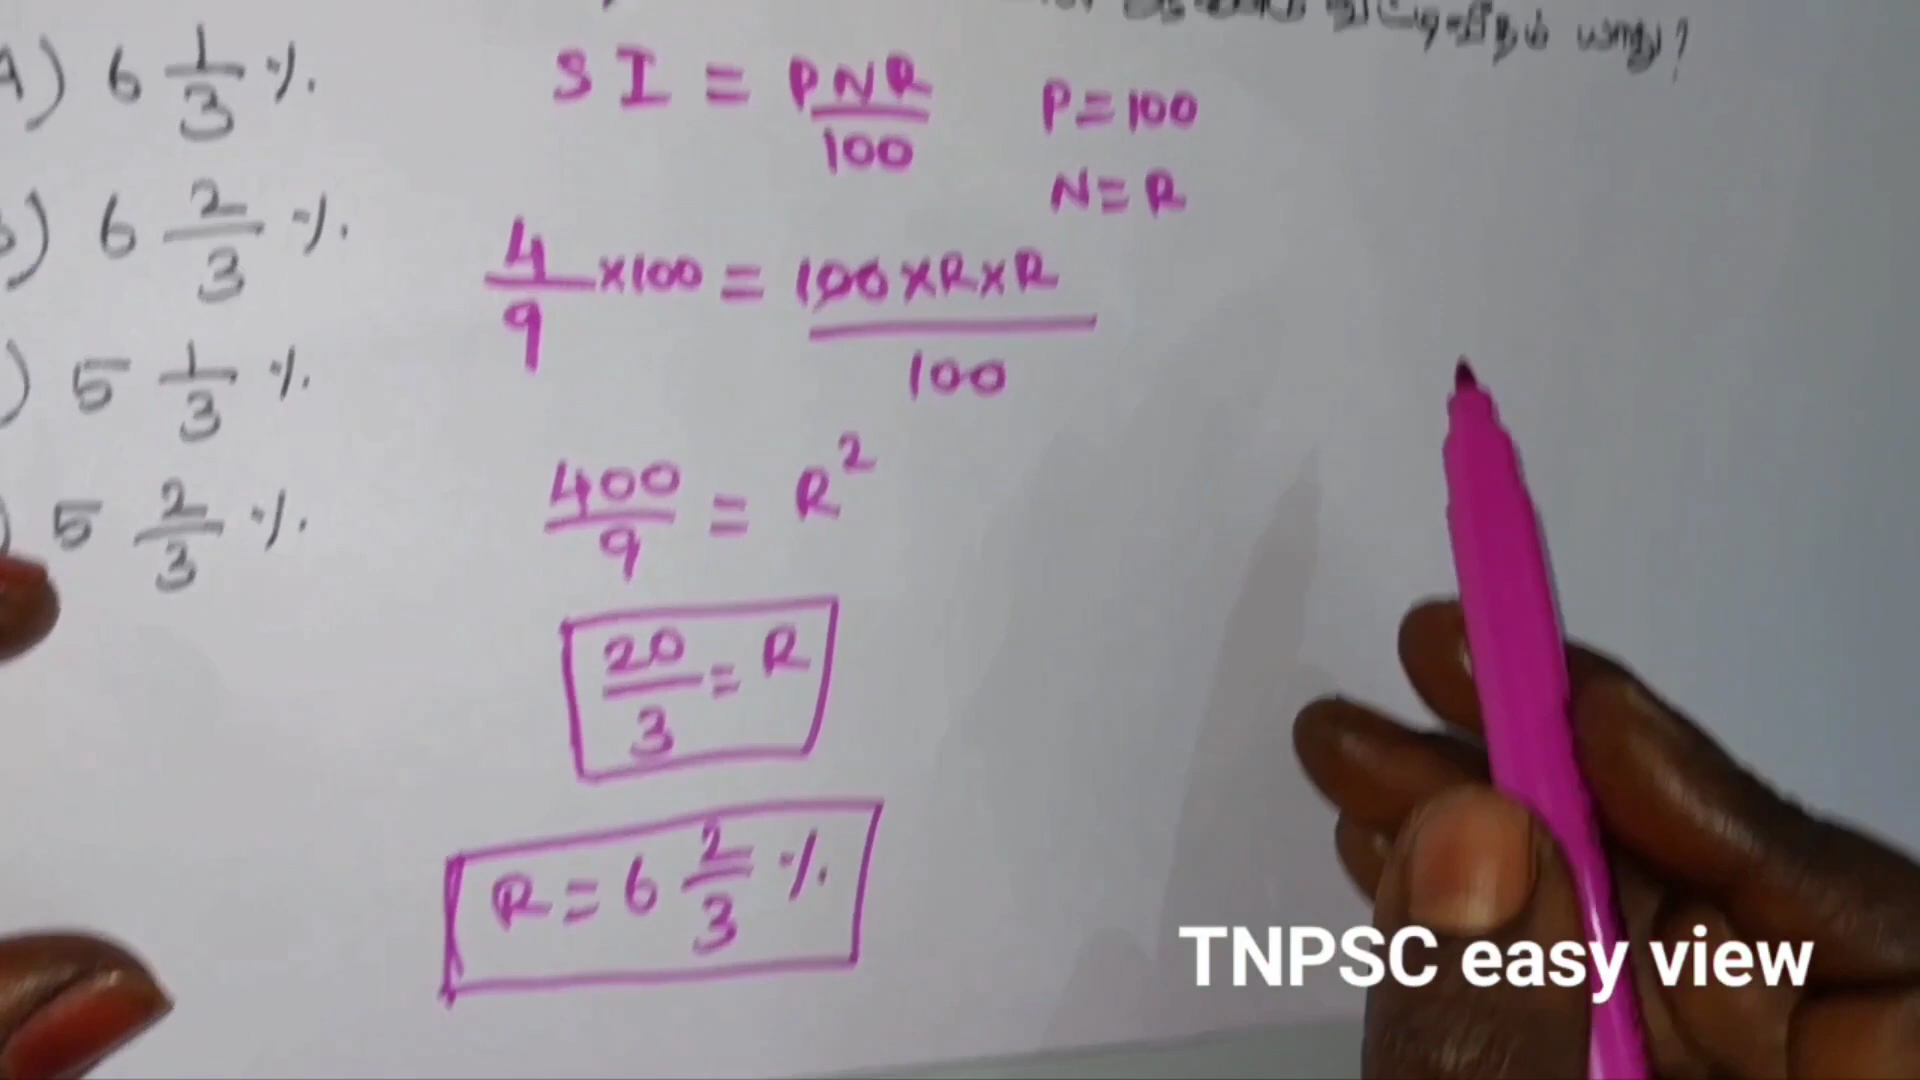 யாது?
A) 6 1/3 %
B) 6 2/3 %
) 5 1/3 %
) 5 2/3 %
SI = PNR/100
P = 100
N = R
4/9 × 100 = 100 × R × R / 100
400/9 = R²
20/3 = R
R = 6 2/3 %
TNPSC easy view